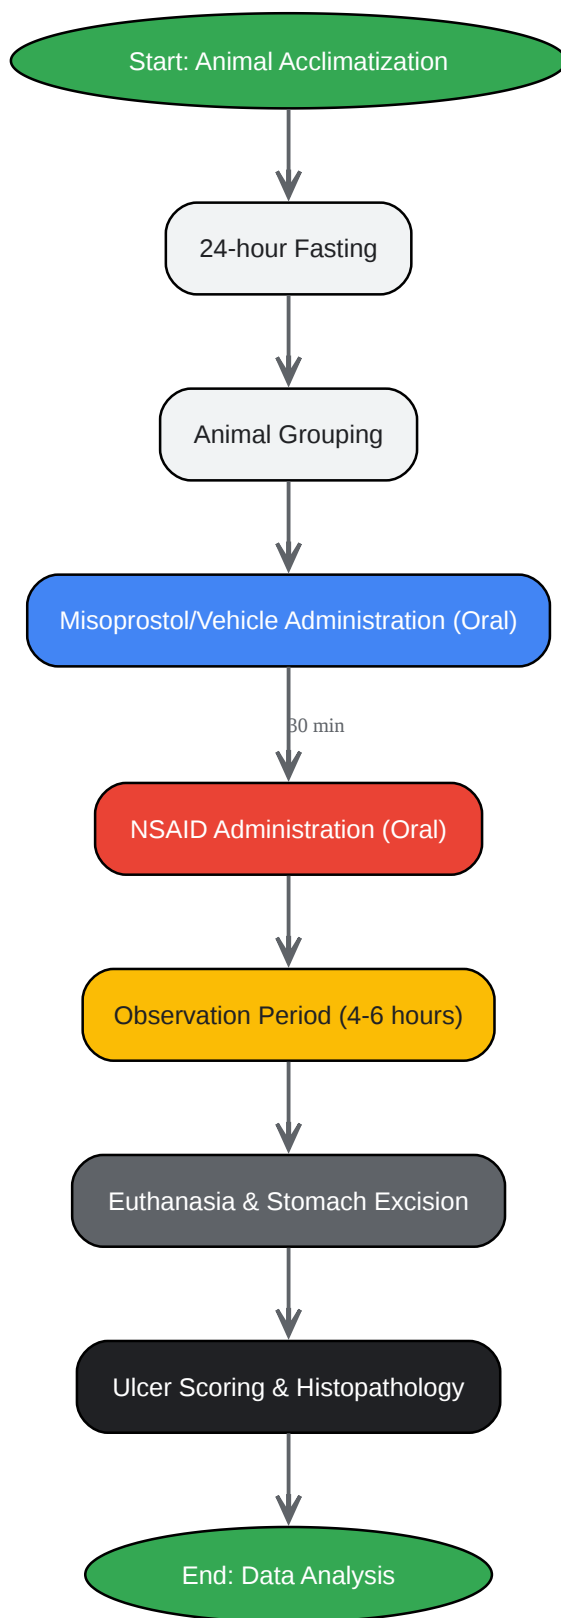 Start: Animal Acclimatization
24-hour Fasting
Animal Grouping
Misoprostol/Vehicle Administration (Oral)
30 min
NSAID Administration (Oral)
Observation Period (4-6 hours)
Euthanasia & Stomach Excision
Ulcer Scoring & Histopathology
End: Data Analysis